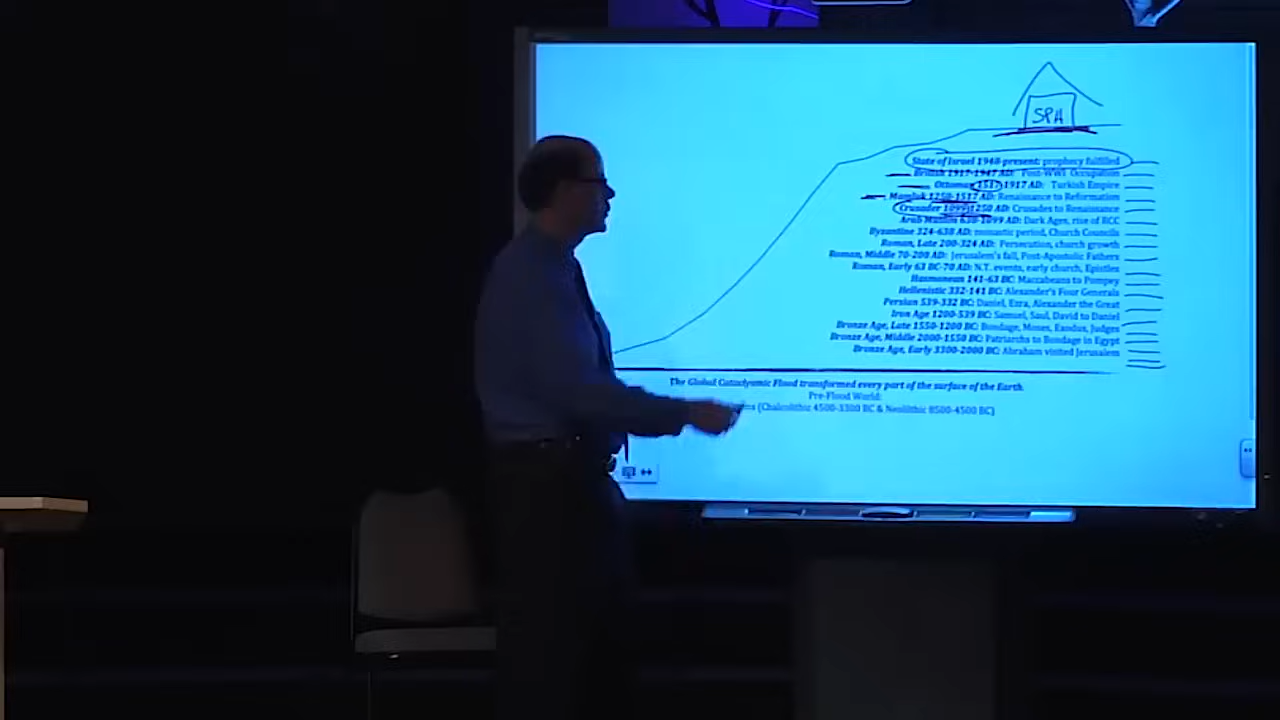 SPH
State of Israel 1948-present: prophecy fulfilled
British 1917-1947 AD: Post-WWI Occupation
Ottoman 1517-1917 AD: Turkish Empire
Mamluk 1250-1517 AD: Renaissance to Reformation
Crusader 1099-1250 AD: Crusades to Renaissance
Arab Muslim 638-1099 AD: Dark Ages, rise of RCC
Byzantine 324-638 AD: monastic period, Church Councils
Roman, Late 200-324 AD: Persecution, church growth
Roman, Middle 70-200 AD: Jerusalem's fall, Post-Apostolic Fathers
Roman, Early 63 BC-70 AD: N.T. events, early church, Epistles
Hasmonean 141-63 BC: Maccabeans to Pompey
Hellenistic 332-141 BC: Alexander's Four Generals
Persian 539-332 BC: Daniel, Ezra, Alexander the Great
Iron Age 1200-539 BC: Samuel, Saul, David to Daniel
Bronze Age, Late 1550-1200 BC: Bondage, Moses, Exodus, Judges
Bronze Age, Middle 2000-1550 BC: Patriarchs to Bondage in Egypt
Bronze Age, Early 3300-2000 BC: Abraham visited Jerusalem
The Global Cataclysmic Flood transformed every part of the surface of the Earth.
Pre-Flood World:
(Chalcolithic 4500-3300 BC & Neolithic 8500-4500 BC)